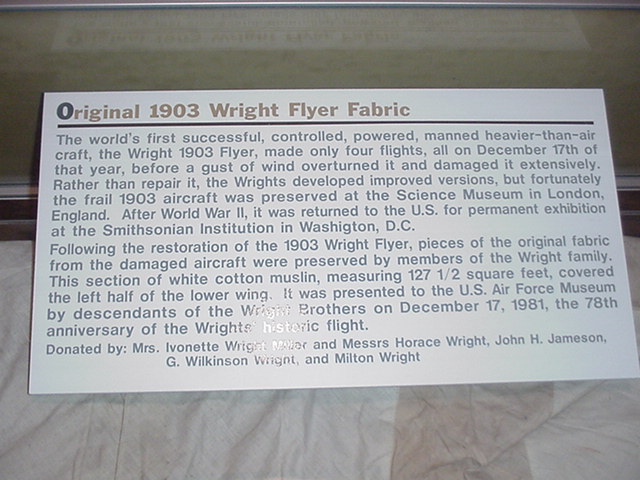 Original 1903 Wright Flyer Fabric
The world's first successful, controlled, powered, manned heavier-than-air
craft, the Wright 1903 Flyer, made only four flights, all on December 17th of
that year, before a gust of wind overturned it and damaged it extensively.
Rather than repair it, the Wrights developed improved versions, but fortunately
the frail 1903 aircraft was preserved at the Science Museum in London,
England. After World War II, it was returned to the U.S. for permanent exhibition
at the Smithsonian Institution in Washigton, D.C.
Following the restoration of the 1903 Wright Flyer, pieces of the original fabric
from the damaged aircraft were preserved by members of the Wright family.
This section of white cotton muslin, measuring 127 1/2 square feet, covered
the left half of the lower wing. It was presented to the U.S. Air Force Museum
by descendants of the Wright Brothers on December 17, 1981, the 78th
anniversary of the Wrights' historic flight.
Donated by: Mrs. Ivonette Wright Miller and Messrs Horace Wright, John H. Jameson,
G. Wilkinson Wright, and Milton Wright